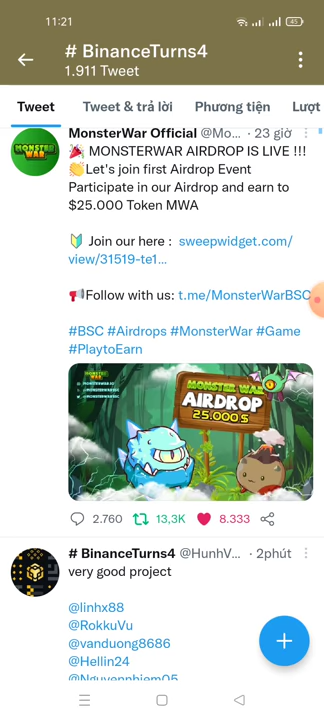 11:21
45
# BinanceTurns4
1.911 Tweet
Tweet
Tweet & trả lời
Phương tiện
Lượt
MonsterWar Official @Mo... · 23 giờ
🎉 MONSTERWAR AIRDROP IS LIVE !!!
👏Let's join first Airdrop Event
Participate in our Airdrop and earn to
$25.000 Token MWA
🔰 Join our here : sweepwidget.com/
view/31519-te1...
📢Follow with us: t.me/MonsterWarBSC
#BSC #Airdrops #MonsterWar #Game
#PlaytoEarn
MONSTER WAR
AIRDROP
25.000$
2.760
13,3K
8.333
# BinanceTurns4 @HunhV... · 2phút
very good project
@linhx88
@RokkuVu
@vanduong8686
@Hellin24
@Nguyennhiem05